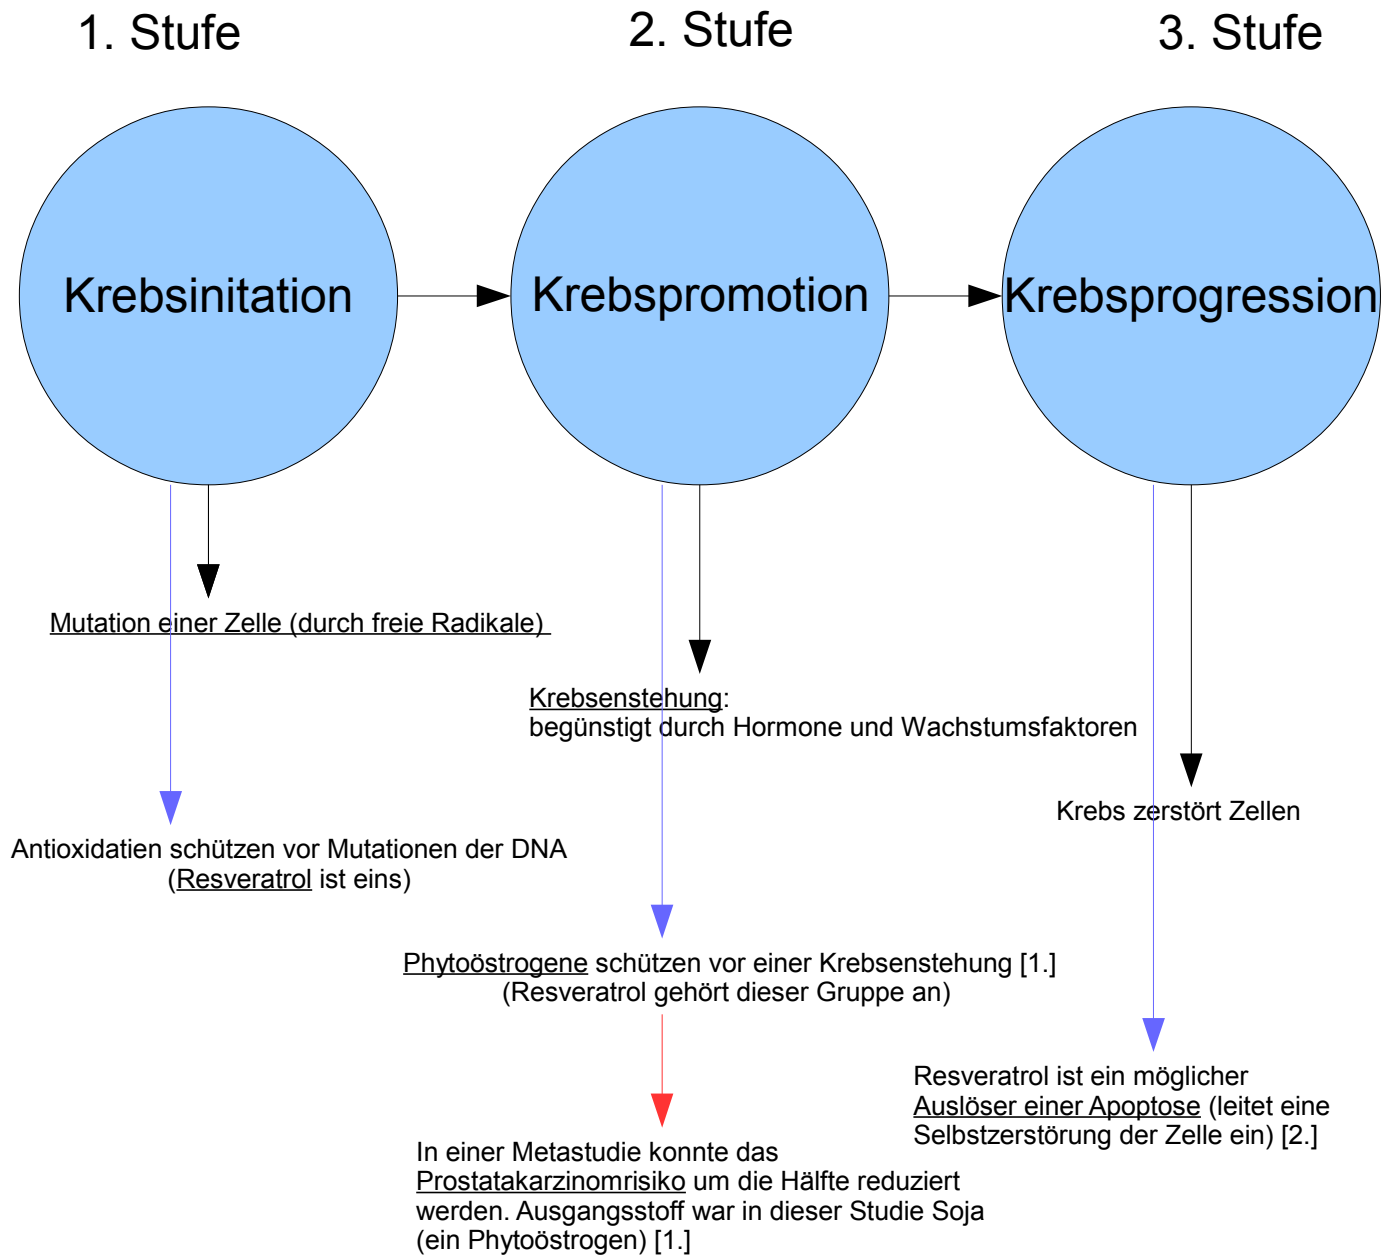 1. Stufe
2. Stufe
3. Stufe
Krebsinitation
Krebspromotion
Krebsprogression
Mutation einer Zelle (durch freie Radikale)
Krebsenstehung:
begünstigt durch Hormone und Wachstumsfaktoren
Krebs zerstört Zellen
Antioxidatien schützen vor Mutationen der DNA
(Resveratrol ist eins)
Phytoöstrogene schützen vor einer Krebsenstehung [1.]
(Resveratrol gehört dieser Gruppe an)
Resveratrol ist ein möglicher
Auslöser einer Apoptose (leitet eine
Selbstzerstörung der Zelle ein) [2.]
In einer Metastudie konnte das
Prostatakarzinomrisiko um die Hälfte reduziert
werden. Ausgangsstoff war in dieser Studie Soja
(ein Phytoöstrogen) [1.]